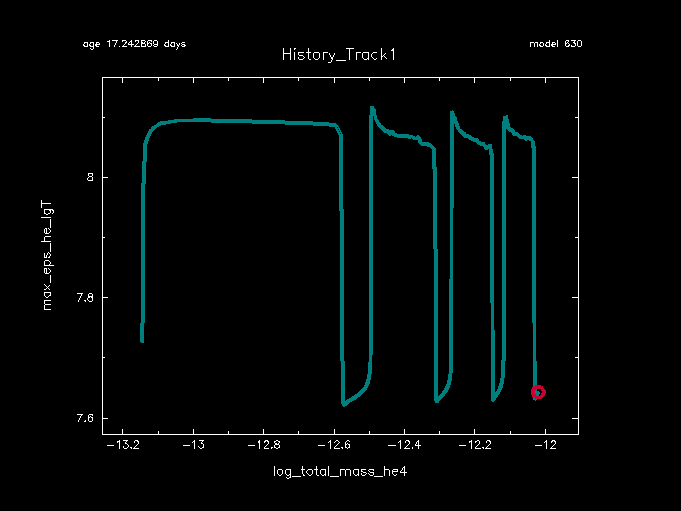 age 17.242869 days
model 630
History_Track1
8
7.8
7.6
max_eps_he_lgT
−13.2 −13 −12.8 −12.6 −12.4 −12.2 −12
log_total_mass_he4